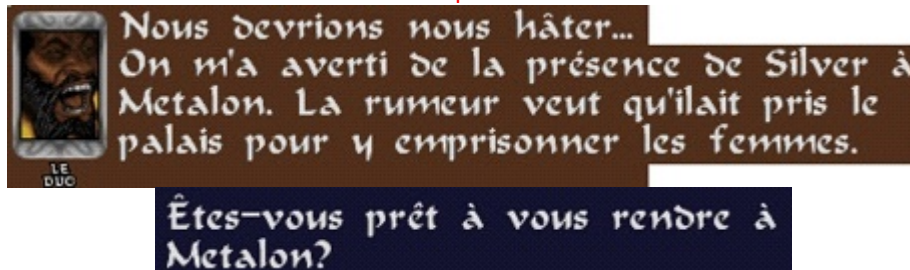 Nous devrions nous hâter...
On m'a averti de la présence de Silver à
Metalon. La rumeur veut qu'ilait pris le
palais pour y emprisonner les femmes.
LE
DUC
Êtes-vous prêt à vous rendre à
Metalon?